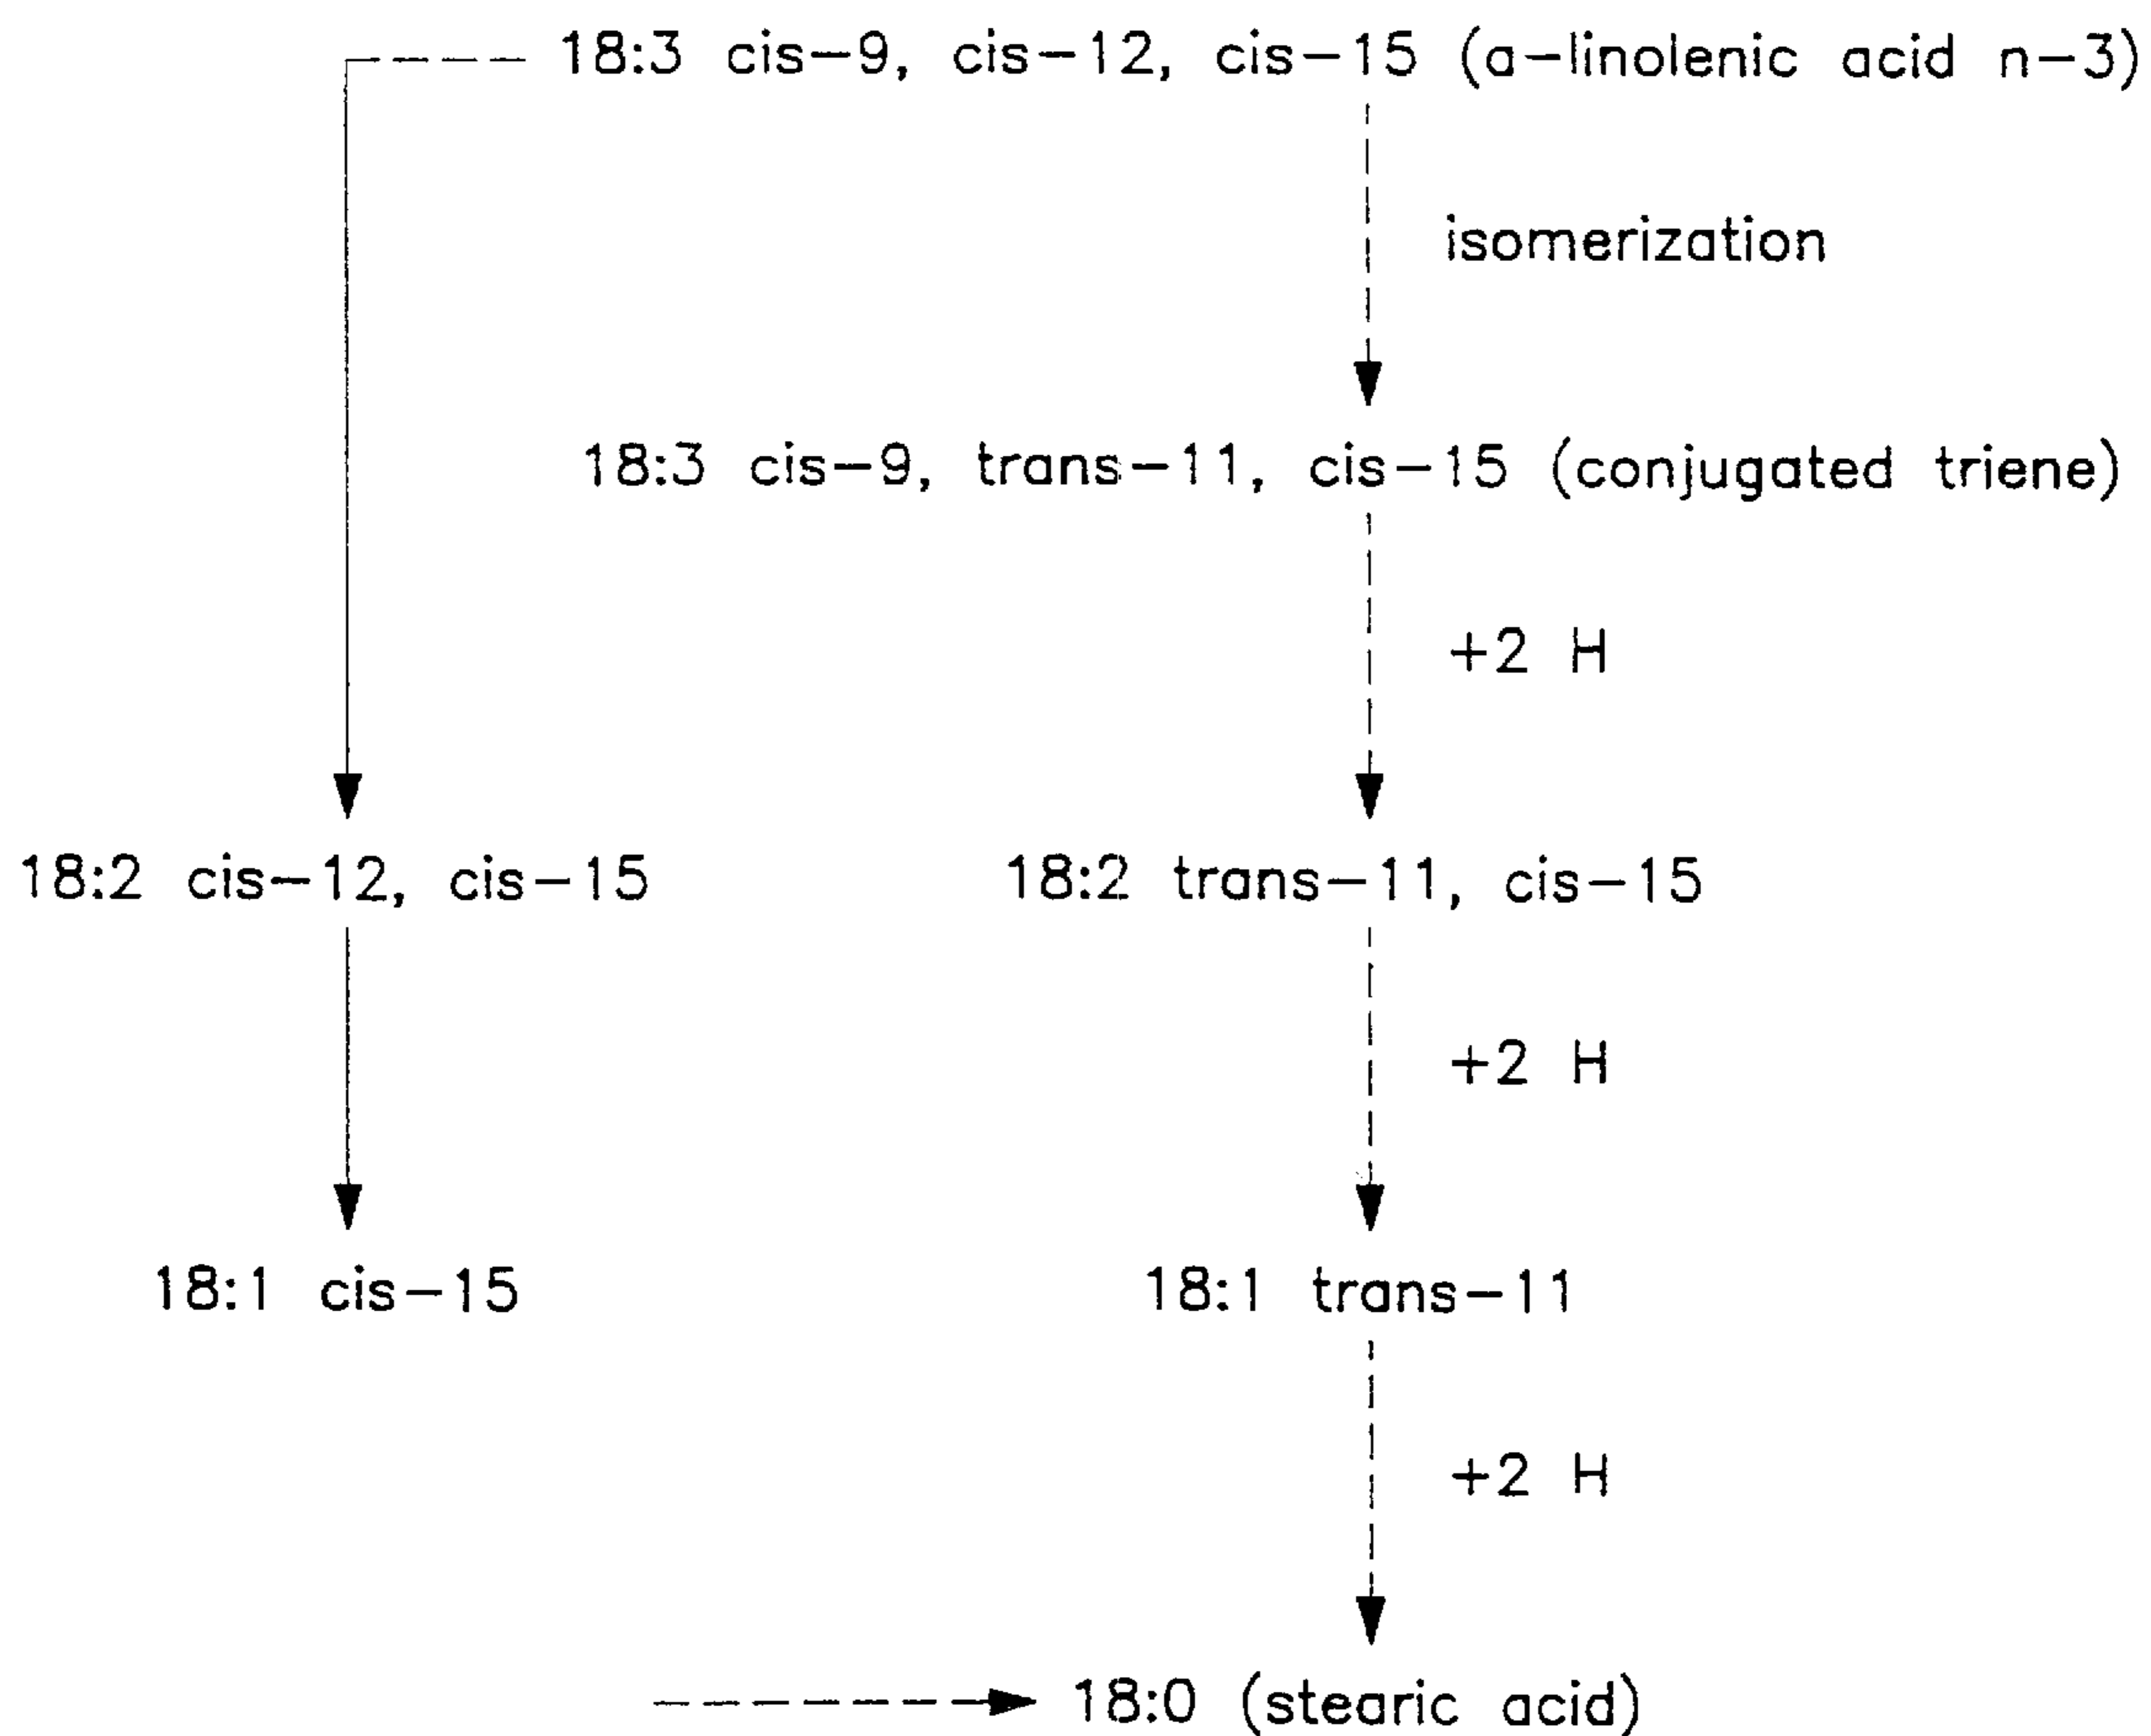 18:3 cis-9, cis-12, cis-15 (a-linolenic acid n-3)
isomerization
18:3 cis-9, trans-11, cis-15 (conjugated triene)
+2 H
18:2 cis-12, cis-15
18:2 trans-11, cis-15
+2 H
18:1 cis-15
18:1 trans-11
+2 H
18:0 (stearic acid)